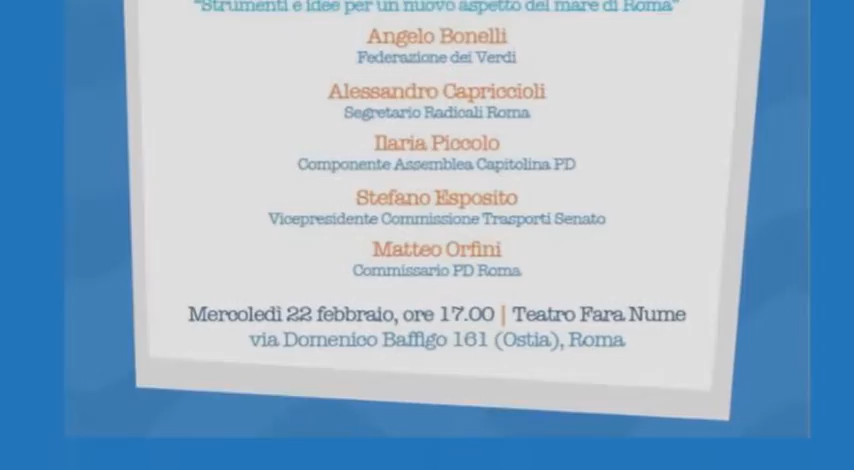 "Strumenti e idee per un nuovo aspetto del mare di Roma"
Angelo Bonelli
Federazione dei Verdi
Alessandro Capriccioli
Segretario Radicali Roma
Ilaria Piccolo
Componente Assemblea Capitolina PD
Stefano Esposito
Vicepresidente Commissione Trasporti Senato
Matteo Orfini
Commissario PD Roma
Mercoledì 22 febbraio, ore 17.00 | Teatro Fara Nume
via Domenico Baffigo 161 (Ostia), Roma